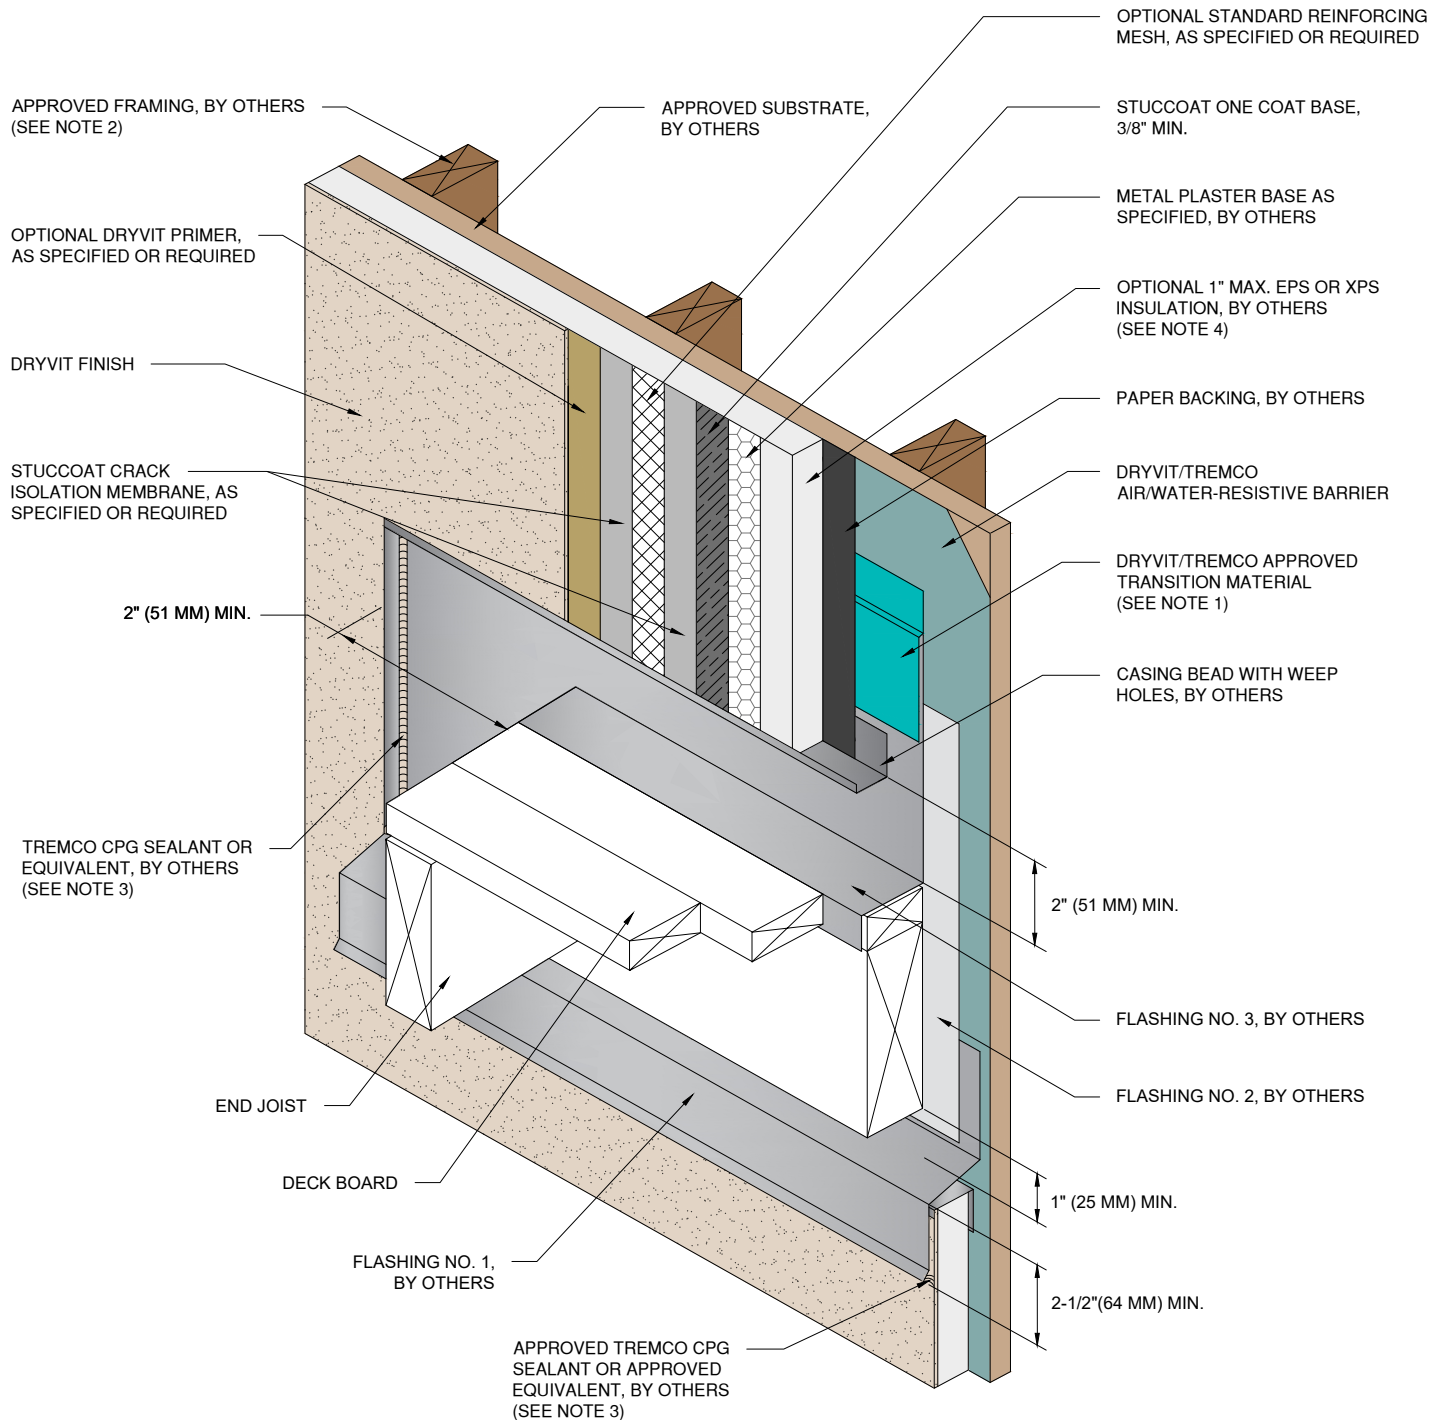 OPTIONAL STANDARD REINFORCING
MESH, AS SPECIFIED OR REQUIRED
APPROVED FRAMING, BY OTHERS
(SEE NOTE 2)
APPROVED SUBSTRATE,
BY OTHERS
STUCCOAT ONE COAT BASE,
3/8" MIN.
METAL PLASTER BASE AS
SPECIFIED, BY OTHERS
OPTIONAL DRYVIT PRIMER,
AS SPECIFIED OR REQUIRED
OPTIONAL 1" MAX. EPS OR XPS
INSULATION, BY OTHERS
(SEE NOTE 4)
DRYVIT FINISH
PAPER BACKING, BY OTHERS
STUCCOAT CRACK
ISOLATION MEMBRANE, AS
SPECIFIED OR REQUIRED
DRYVIT/TREMCO
AIR/WATER-RESISTIVE BARRIER
DRYVIT/TREMCO APPROVED
TRANSITION MATERIAL
(SEE NOTE 1)
2" (51 MM) MIN.
CASING BEAD WITH WEEP
HOLES, BY OTHERS
TREMCO CPG SEALANT OR
EQUIVALENT, BY OTHERS
(SEE NOTE 3)
2" (51 MM) MIN.
FLASHING NO. 3, BY OTHERS
FLASHING NO. 2, BY OTHERS
END JOIST
DECK BOARD
1" (25 MM) MIN.
FLASHING NO. 1,
BY OTHERS
2-1/2"(64 MM) MIN.
APPROVED TREMCO CPG
SEALANT OR APPROVED
EQUIVALENT, BY OTHERS
(SEE NOTE 3)